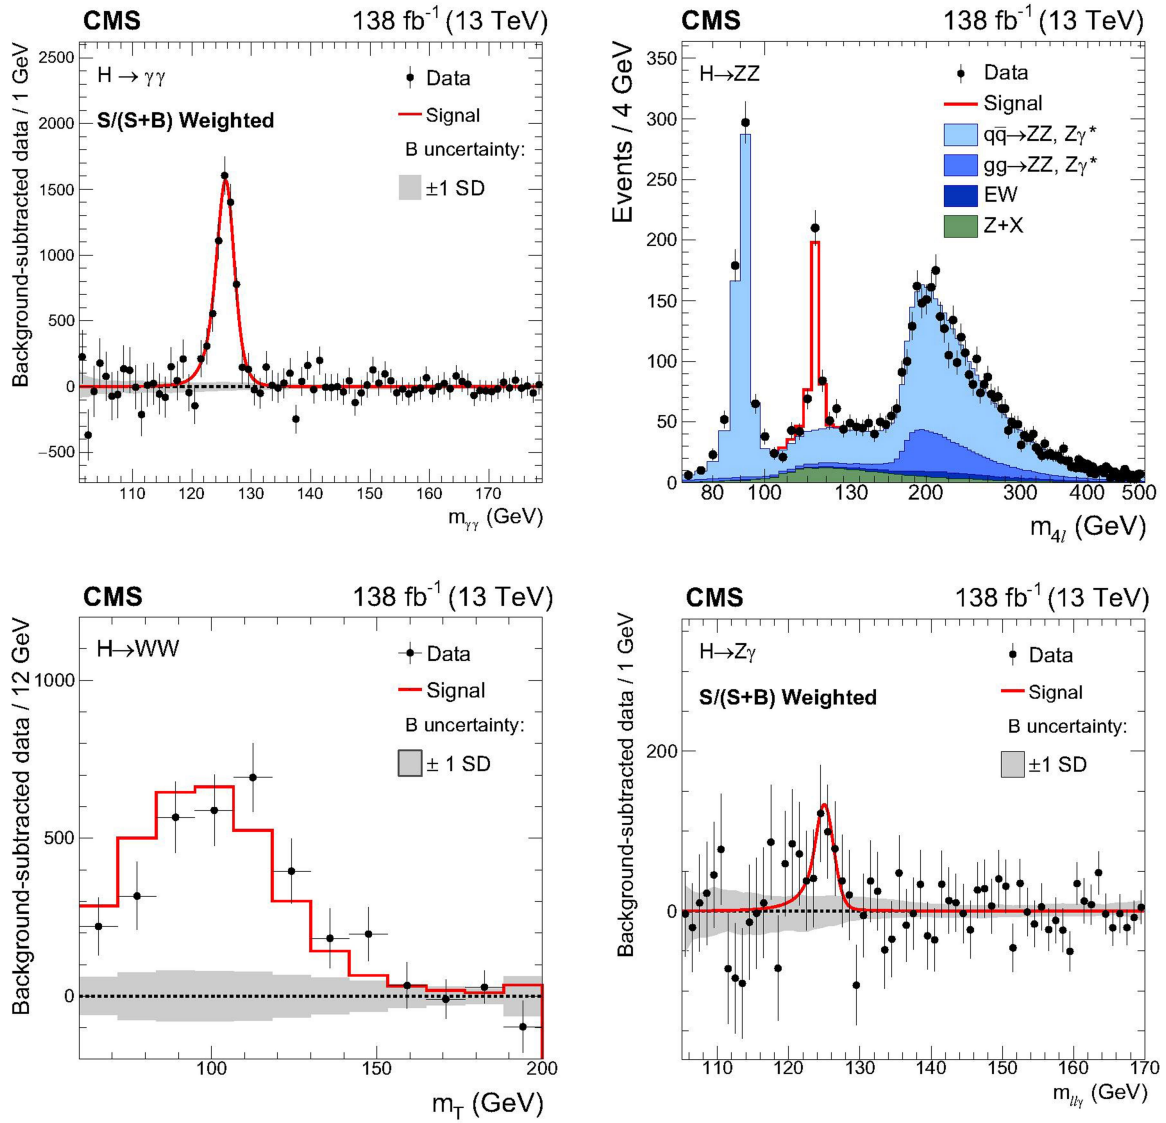 CMS 138 fb⁻¹ (13 TeV)
Background-subtracted data / 1 GeV
H → γγ
S/(S+B) Weighted
Data
Signal
B uncertainty:
±1 SD
2500
2000
1500
1000
500
0
−500
110 120 130 140 150 160 170
m_γγ (GeV)
CMS 138 fb⁻¹ (13 TeV)
Events / 4 GeV
H→ZZ
Data
Signal
qq̄→ZZ, Zγ*
gg→ZZ, Zγ*
EW
Z+X
350
300
250
200
150
100
50
0
80 100 130 200 300 400 500
m_4l (GeV)
CMS 138 fb⁻¹ (13 TeV)
Background-subtracted data / 12 GeV
H→WW
Data
Signal
B uncertainty:
± 1 SD
1000
500
0
100 150 200
m_T (GeV)
CMS 138 fb⁻¹ (13 TeV)
Background-subtracted data / 1 GeV
H→Zγ
S/(S+B) Weighted
Data
Signal
B uncertainty:
±1 SD
200
0
110 120 130 140 150 160 170
m_llγ (GeV)